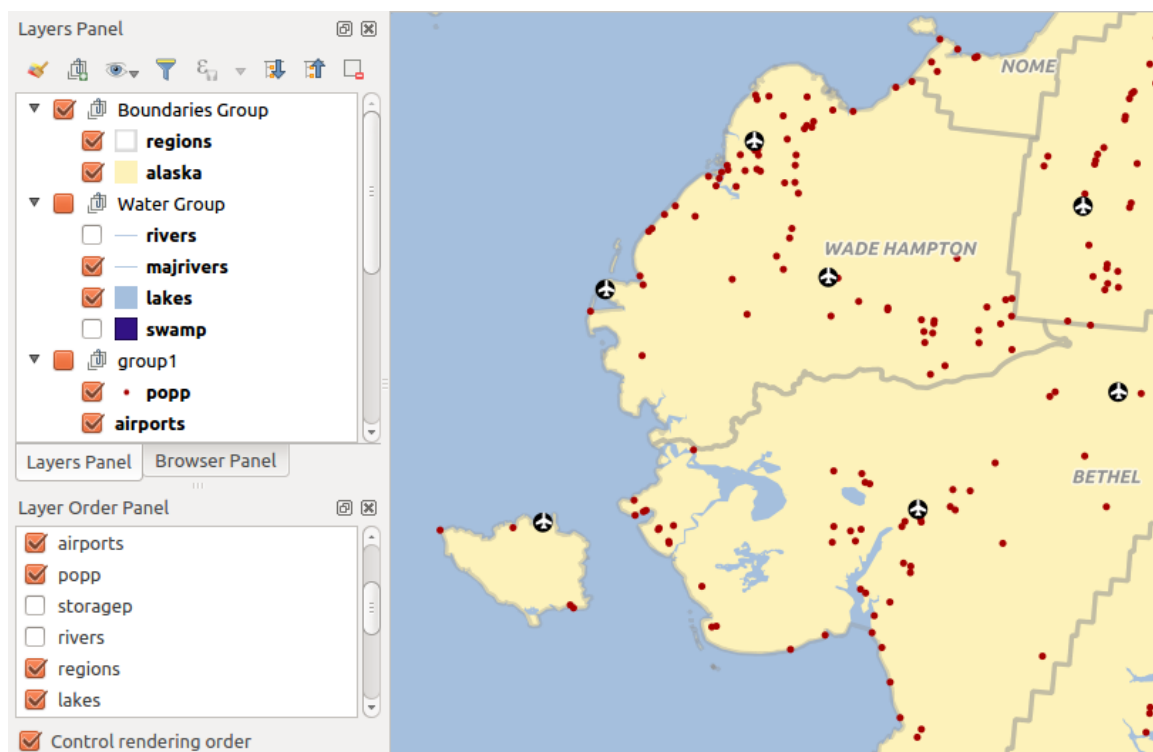 Layers Panel
Boundaries Group
regions
alaska
Water Group
rivers
majrivers
lakes
swamp
group1
popp
airports
Layers Panel
Browser Panel
Layer Order Panel
airports
popp
storagep
rivers
regions
lakes
Control rendering order
NOME
WADE HAMPTON
BETHEL